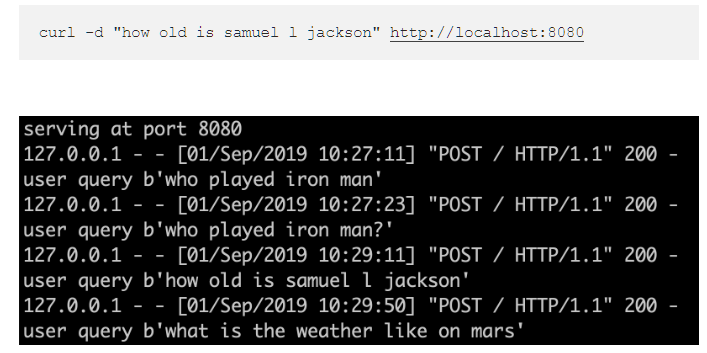 curl -d "how old is samuel l jackson" http://localhost:8080
serving at port 8080
127.0.0.1 - - [01/Sep/2019 10:27:11] "POST / HTTP/1.1" 200 -
user query b'who played iron man'
127.0.0.1 - - [01/Sep/2019 10:27:23] "POST / HTTP/1.1" 200 -
user query b'who played iron man?'
127.0.0.1 - - [01/Sep/2019 10:29:11] "POST / HTTP/1.1" 200 -
user query b'how old is samuel l jackson'
127.0.0.1 - - [01/Sep/2019 10:29:50] "POST / HTTP/1.1" 200 -
user query b'what is the weather like on mars'